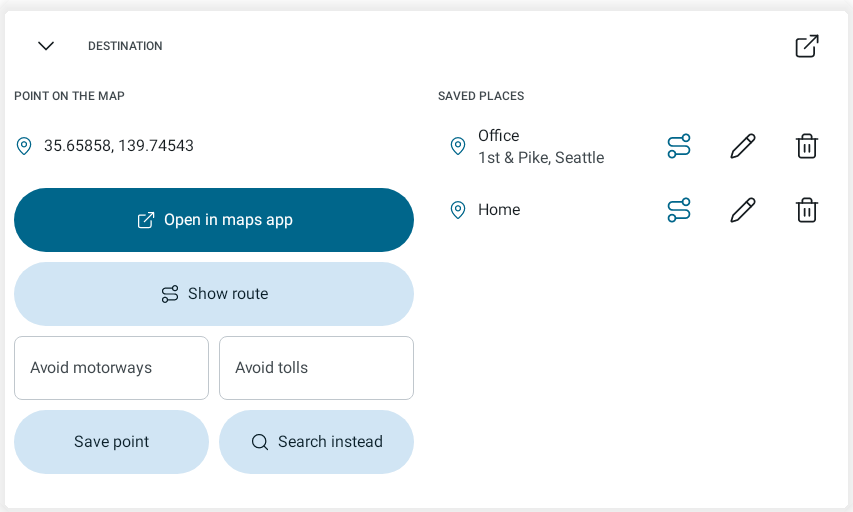 DESTINATION
POINT ON THE MAP
35.65858, 139.74543
Open in maps app
Show route
Avoid motorways
Avoid tolls
Save point
Search instead
SAVED PLACES
Office
1st & Pike, Seattle
Home